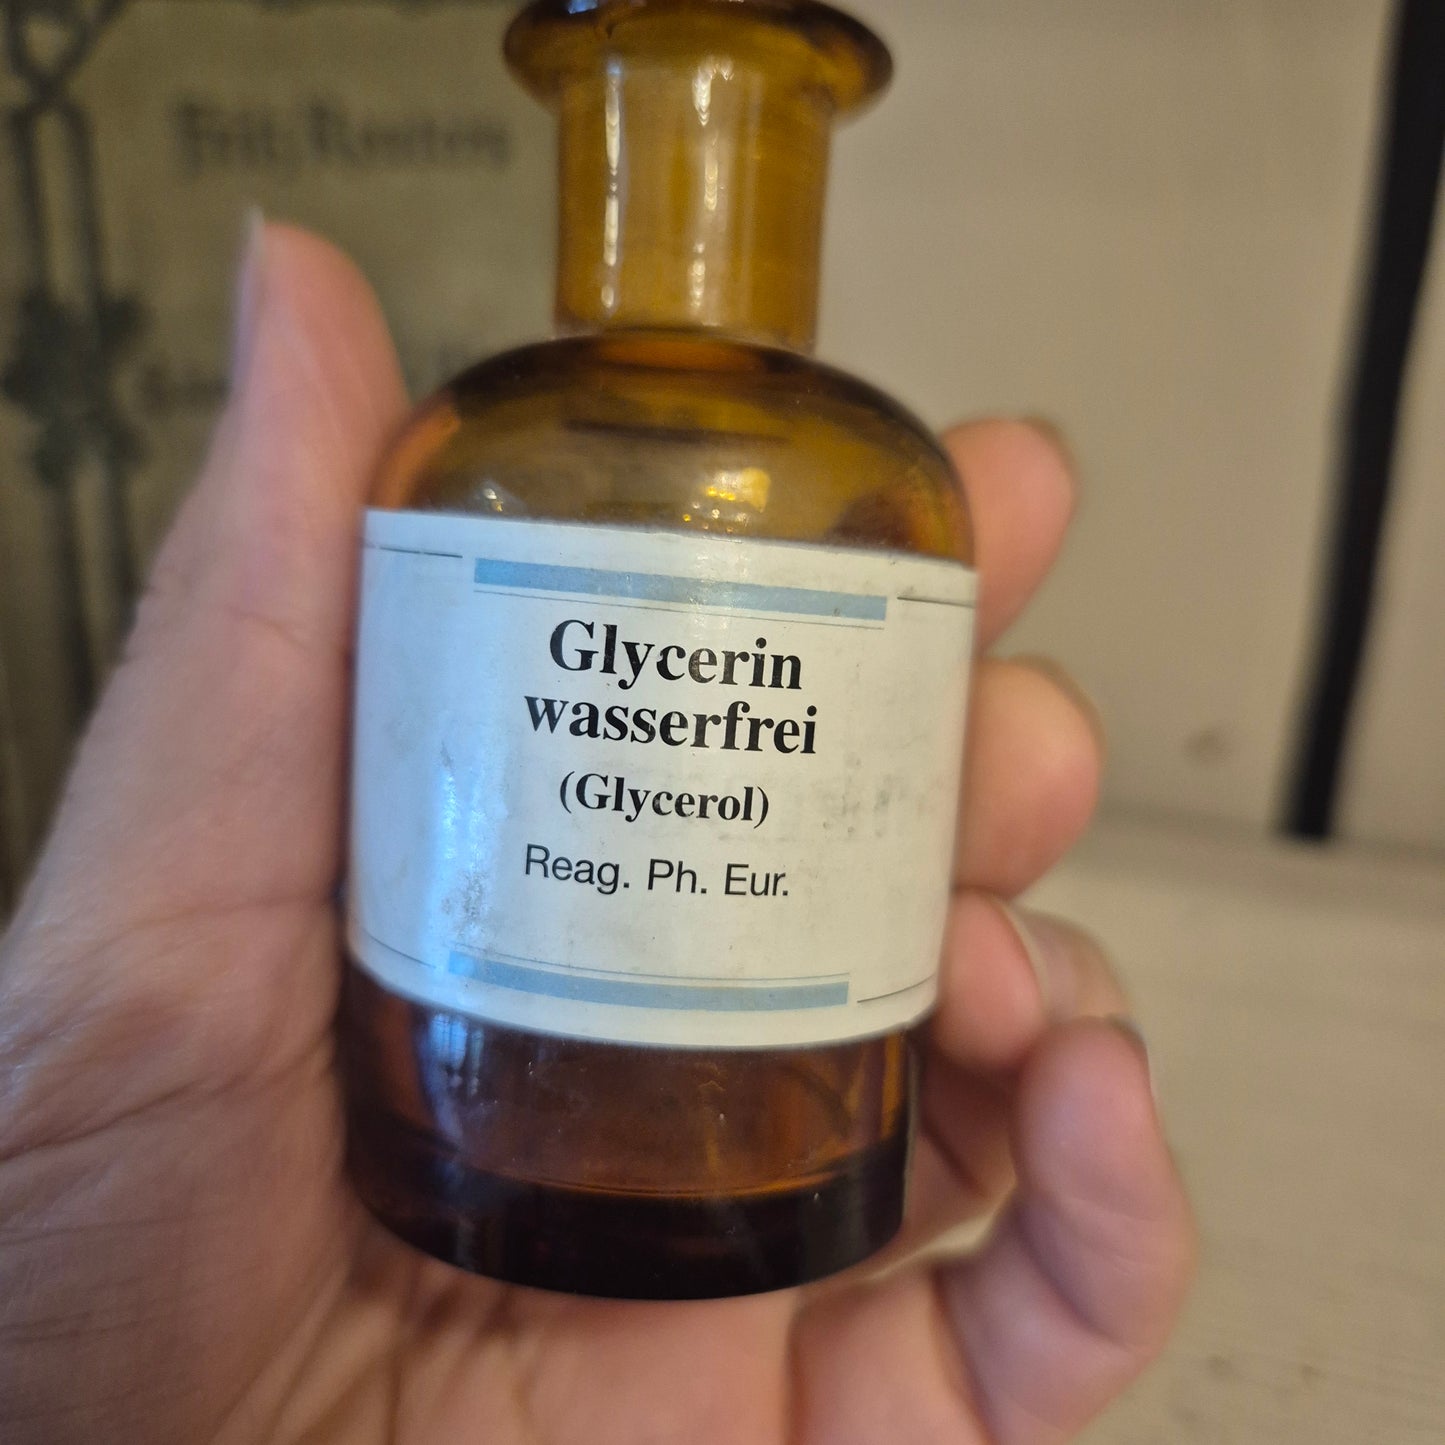 Glycerin
wasserfrei
(Glycerol)
Reag. Ph. Eur.